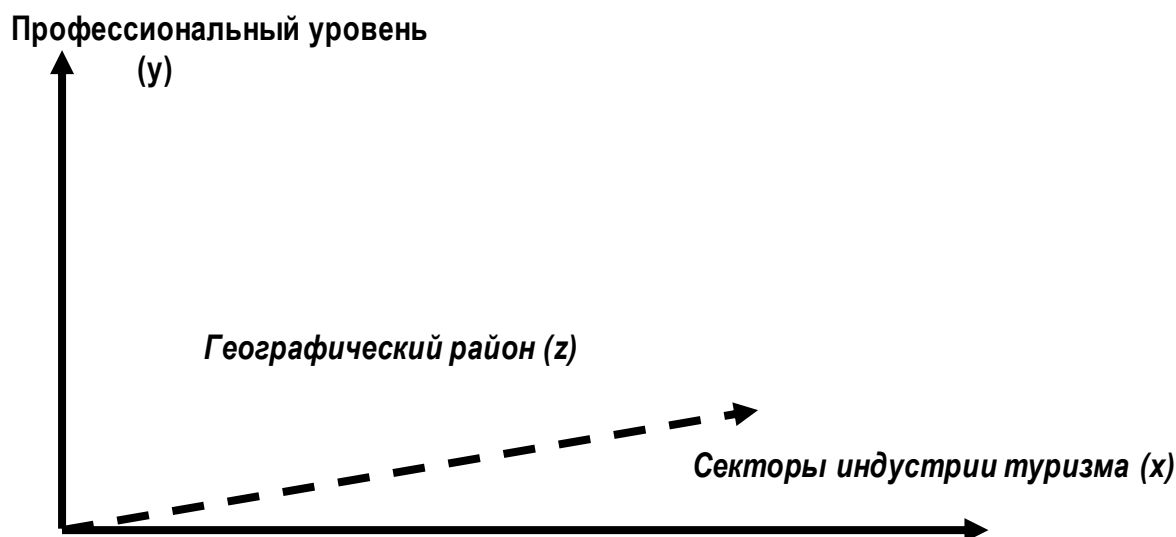 Профессиональный уровень
(y)
Географический район (z)
Секторы индустрии туризма (x)